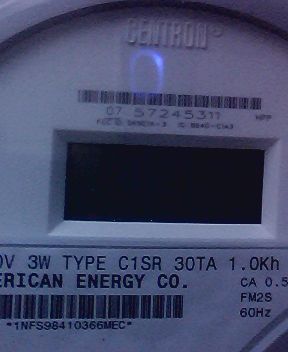 CENTRON®
07 57245311
0V 3W TYPE C1SR 30TA 1.0Kh
ERICAN ENERGY CO.
CA 0.5
FM2S
60Hz
*1NFS98410366MEC*